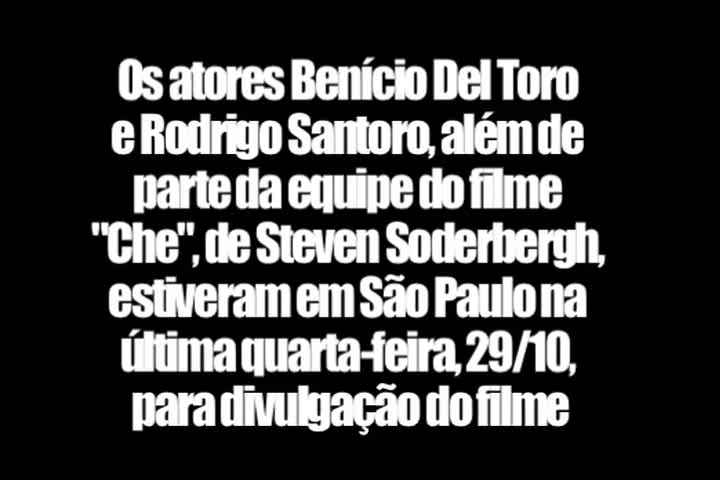 Os atores Benício Del Toro
e Rodrigo Santoro, além de
parte da equipe do filme
"Che", de Steven Soderbergh,
estiveram em São Paulo na
última quarta-feira, 29/10,
para divulgação do filme